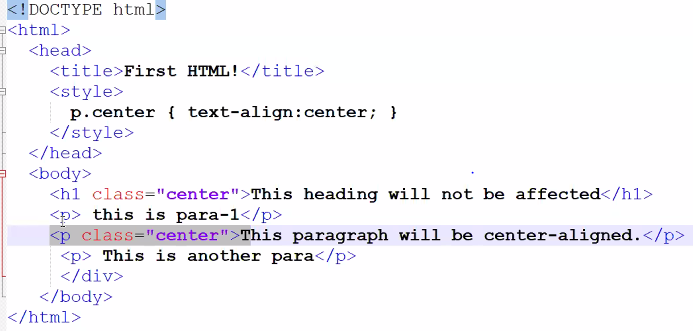 <!DOCTYPE html>
<html>
<head>
<title>First HTML!</title>
<style>
p.center { text-align:center; }
</style>
</head>
<body>
<h1 class="center">This heading will not be affected</h1>
<p> this is para-1</p>
<p class="center">This paragraph will be center-aligned.</p>
<p> This is another para</p>
</div>
</body>
</html>